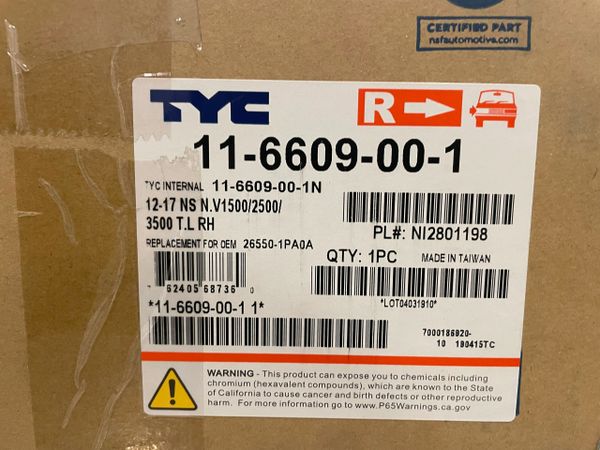 CERTIFIED PART
nsfautomotive.com
TYC
R
11-6609-00-1
TYC INTERNAL 11-6609-00-1N
12-17 NS N.V1500/2500/
3500 T.L RH
PL#: NI2801198
REPLACEMENT FOR OEM 26550-1PA0A
QTY: 1PC MADE IN TAIWAN
7 62405 68736 0
*LOT04031910*
*11-6609-00-1 1*
7000186920-
10 190415TC
WARNING - This product can expose you to chemicals including
chromium (hexavalent compounds), which are known to the State
of California to cause cancer and birth defects or other reproductive
harm. For more information go to www.P65Warnings.ca.gov